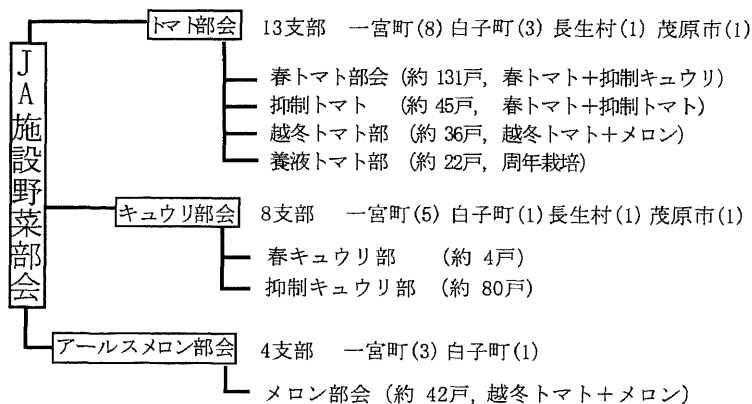 JA施設野菜部会
トマト部会 13支部 一宮町(8) 白子町(3) 長生村(1) 茂原市(1)
春トマト部会 (約 131戸, 春トマト+抑制キュウリ)
抑制トマト (約 45戸, 春トマト+抑制トマト)
越冬トマト部 (約 36戸, 越冬トマト+メロン)
養液トマト部 (約 22戸, 周年栽培)
キュウリ部会 8支部 一宮町(5) 白子町(1) 長生村(1) 茂原市(1)
春キュウリ部 (約 4戸)
抑制キュウリ部 (約 80戸)
アールスメロン部会 4支部 一宮町(3) 白子町(1)
メロン部会 (約 42戸, 越冬トマト+メロン)